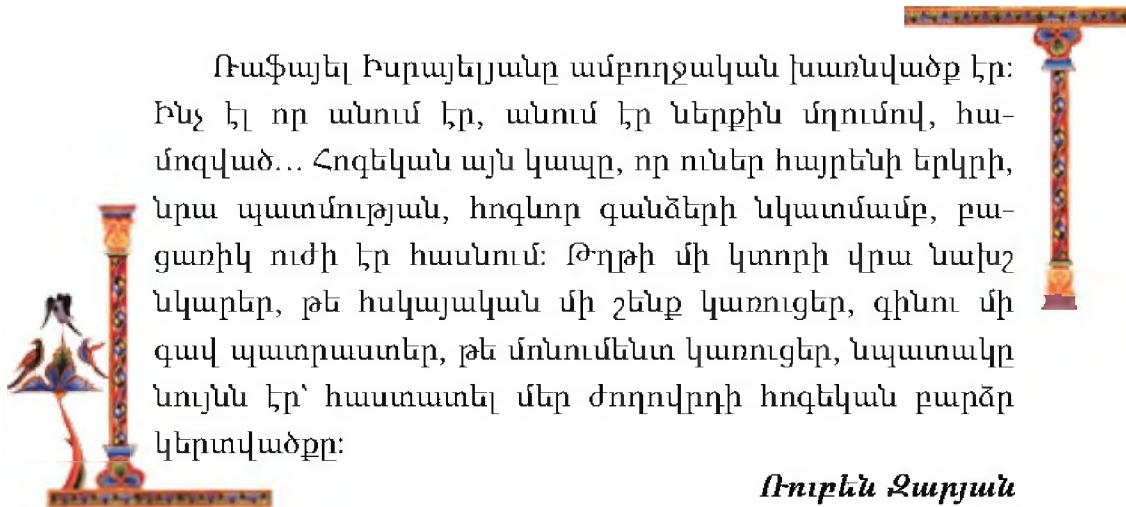 Ռաֆայել Իսրայելյանը ամբողջական խառնվածք էր։
Ինչ էլ որ անում էր, անում էր ներքին մղումով, հա-
մոզված... Հոգեկան այն կապը, որ ուներ հայրենի երկրի,
նրա պատմության, հոգևոր գանձերի նկատմամբ, բա-
ցառիկ ուժի էր հասնում։ Թղթի մի կտորի վրա նախշ
նկարեր, թե հսկայական մի շենք կառուցեր, գինու մի
գավ պատրաստեր, թե մոնումենտ կառուցեր, նպատակը
նույնն էր՝ հաստատել մեր ժողովրդի հոգեկան բարձր
կերտվածքը։
Ռուբեն Զարյան